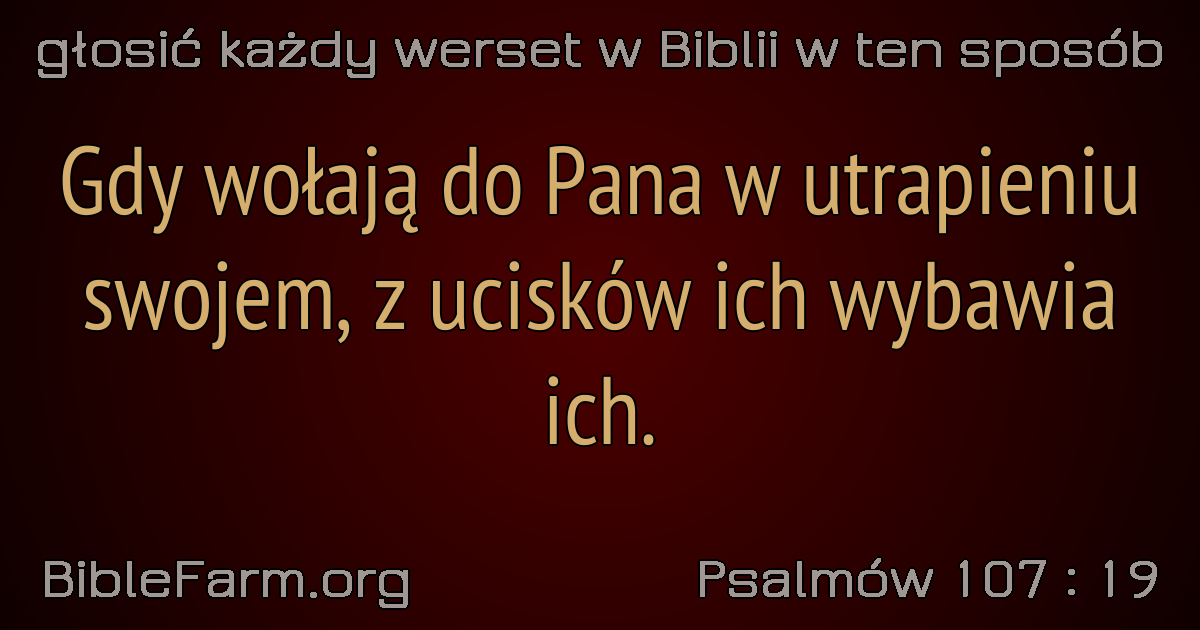 głosić każdy werset w Biblii w ten sposób
Gdy wołają do Pana w utrapieniu
swojem, z ucisków ich wybawia
ich.
BibleFarm.org
Psalmów 107 : 19